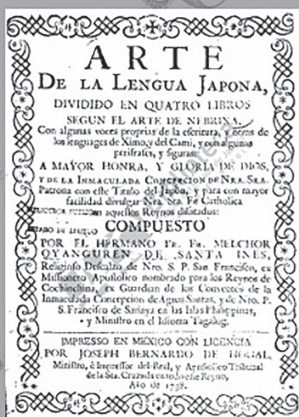 ARTE
DE LA LENGUA JAPONA,
DIVIDIDO EN QUATRO LIBROS
SEGUN EL ARTE DE NEBRIXA.
Con algunas voces proprias de la escritura,
de los lenguages de Ximo, y del Cami, y con algunas
perifrases, y figuras:
A MAYOR HONRA, Y GLORIA DE DIOS,
Y DE LA INMACULADA CONCEPCION DE NRA. SRA.
Patrona con este Titulo del Japòn, y para con mayor
facilidad divulgar Nra. Sta. Fè Catholica
en aquellos Reynos dilatados:
COMPUESTO
POR EL HERMANO Pr. Fr. MELCHOR
OYANGUREN DE SANTA INES,
Religioso Descalzo de Nro. S. P. San Francisco, ex
Missionero Apostolico nombrado para los Reynos de
Cochinchina, ex Guardian de los Conventos de la
Inmaculada Concepcion de Aguas Santas, y de Nro. P.
S. Francisco de Sariaya en las Islas Philippinas,
y Ministro en el Idioma Tagalog.
IMPRESSO EN MEXICO CON LICENCIA
POR JOSEPH BERNARDO DE HOGAL,
Ministro, è Impressor del Real, y Apostolico Tribunal
de la Sta. Cruzada en todo este Reyno,
Año de 1738.